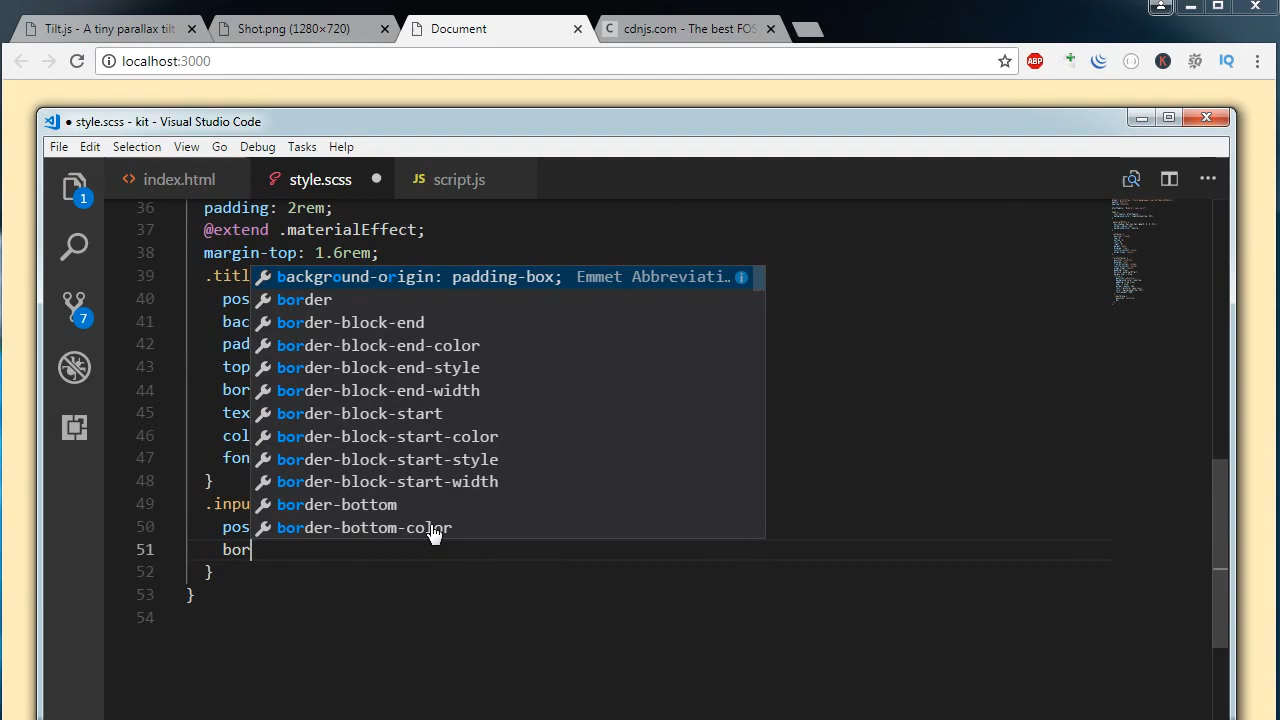 Tilt.js - A tiny parallax tilt
Shot.png (1280×720)
Document
C cdnjs.com - The best FOS
localhost:3000
ABP
K
IQ
● style.scss - kit - Visual Studio Code
File Edit Selection View Go Debug Tasks Help
<> index.html
style.scss ●
JS script.js
1
7
36 padding: 2rem;
37 @extend .materialEffect;
38 margin-top: 1.6rem;
39 .titl
40 pos
41 bac
42 pad
43 top
44 bor
45 tex
46 col
47 fon
48 }
49 .inpu
50 pos
51 bor
52 }
53 }
54
background-origin: padding-box; Emmet Abbreviati…
border
border-block-end
border-block-end-color
border-block-end-style
border-block-end-width
border-block-start
border-block-start-color
border-block-start-style
border-block-start-width
border-bottom
border-bottom-color